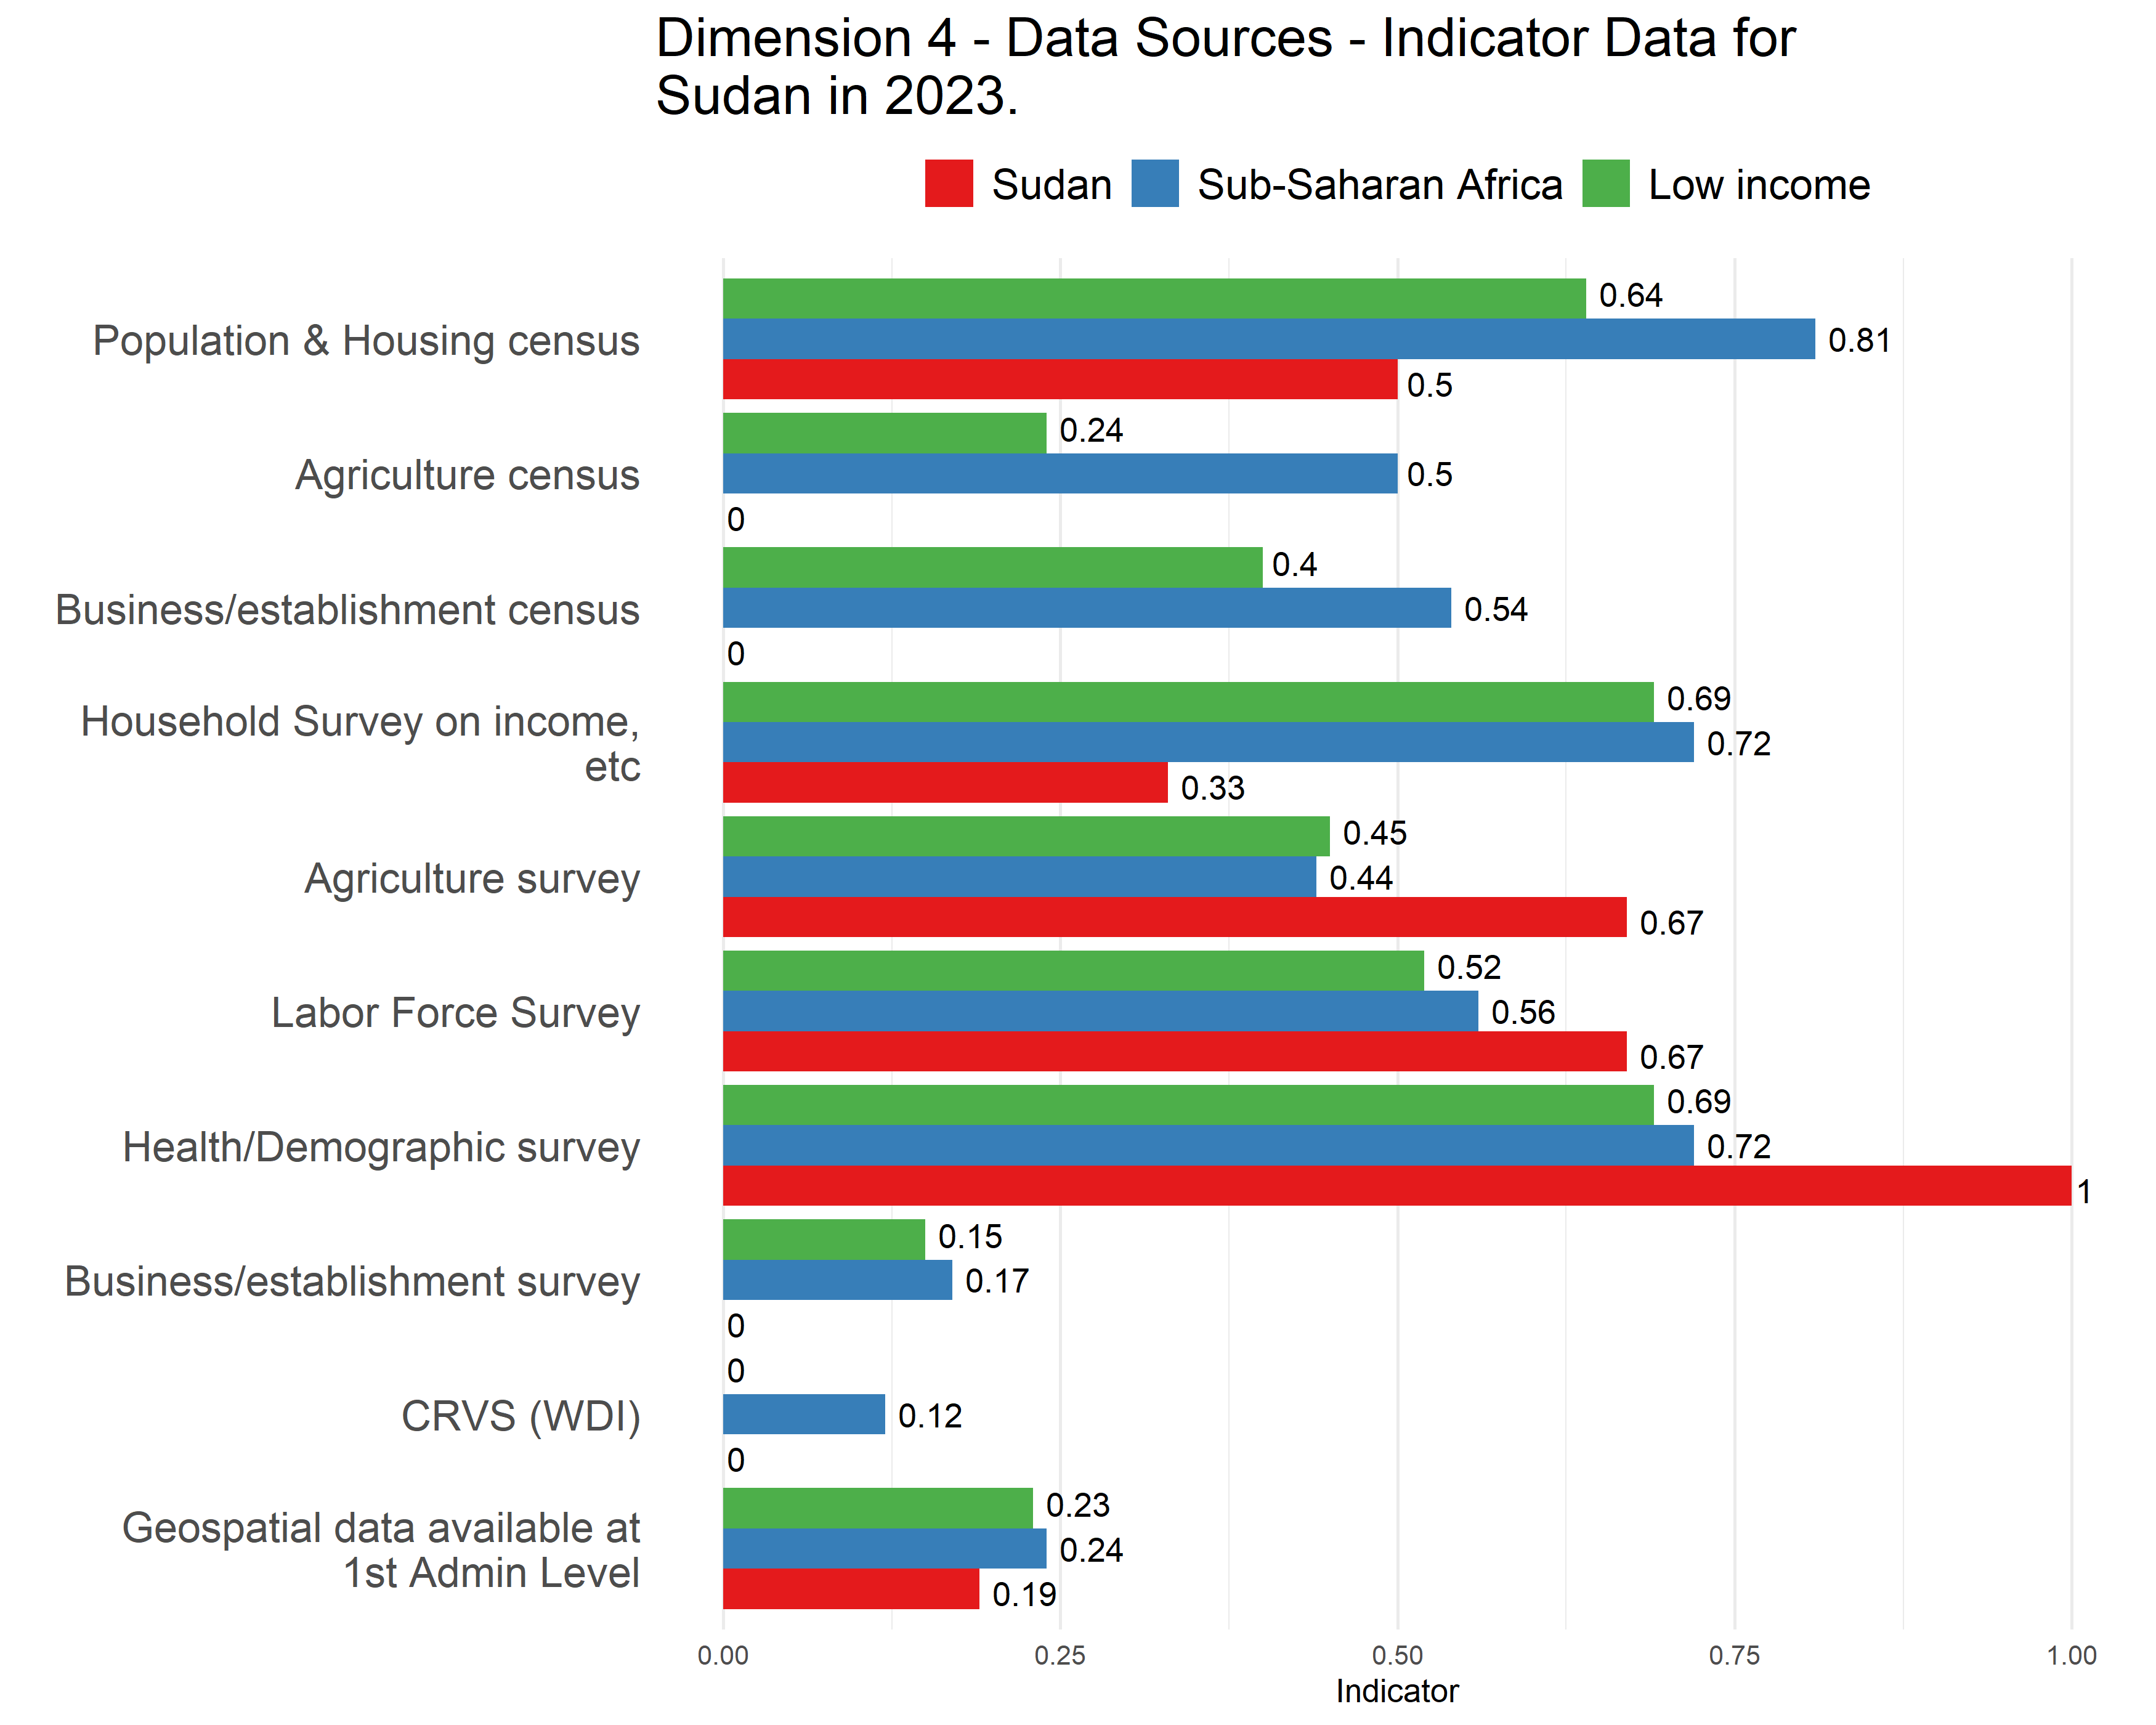 Dimension 4 - Data Sources - Indicator Data for
Sudan in 2023.
Sudan Sub-Saharan Africa Low income
Population & Housing census
0.64
0.81
0.5
Agriculture census
0.24
0.5
0
Business/establishment census
0.4
0.54
0
Household Survey on income,
etc
0.69
0.72
0.33
Agriculture survey
0.45
0.44
0.67
Labor Force Survey
0.52
0.56
0.67
Health/Demographic survey
0.69
0.72
1
Business/establishment survey
0.15
0.17
0
CRVS (WDI)
0
0.12
0
Geospatial data available at
1st Admin Level
0.23
0.24
0.19
0.00 0.25 0.50 0.75 1.00
Indicator